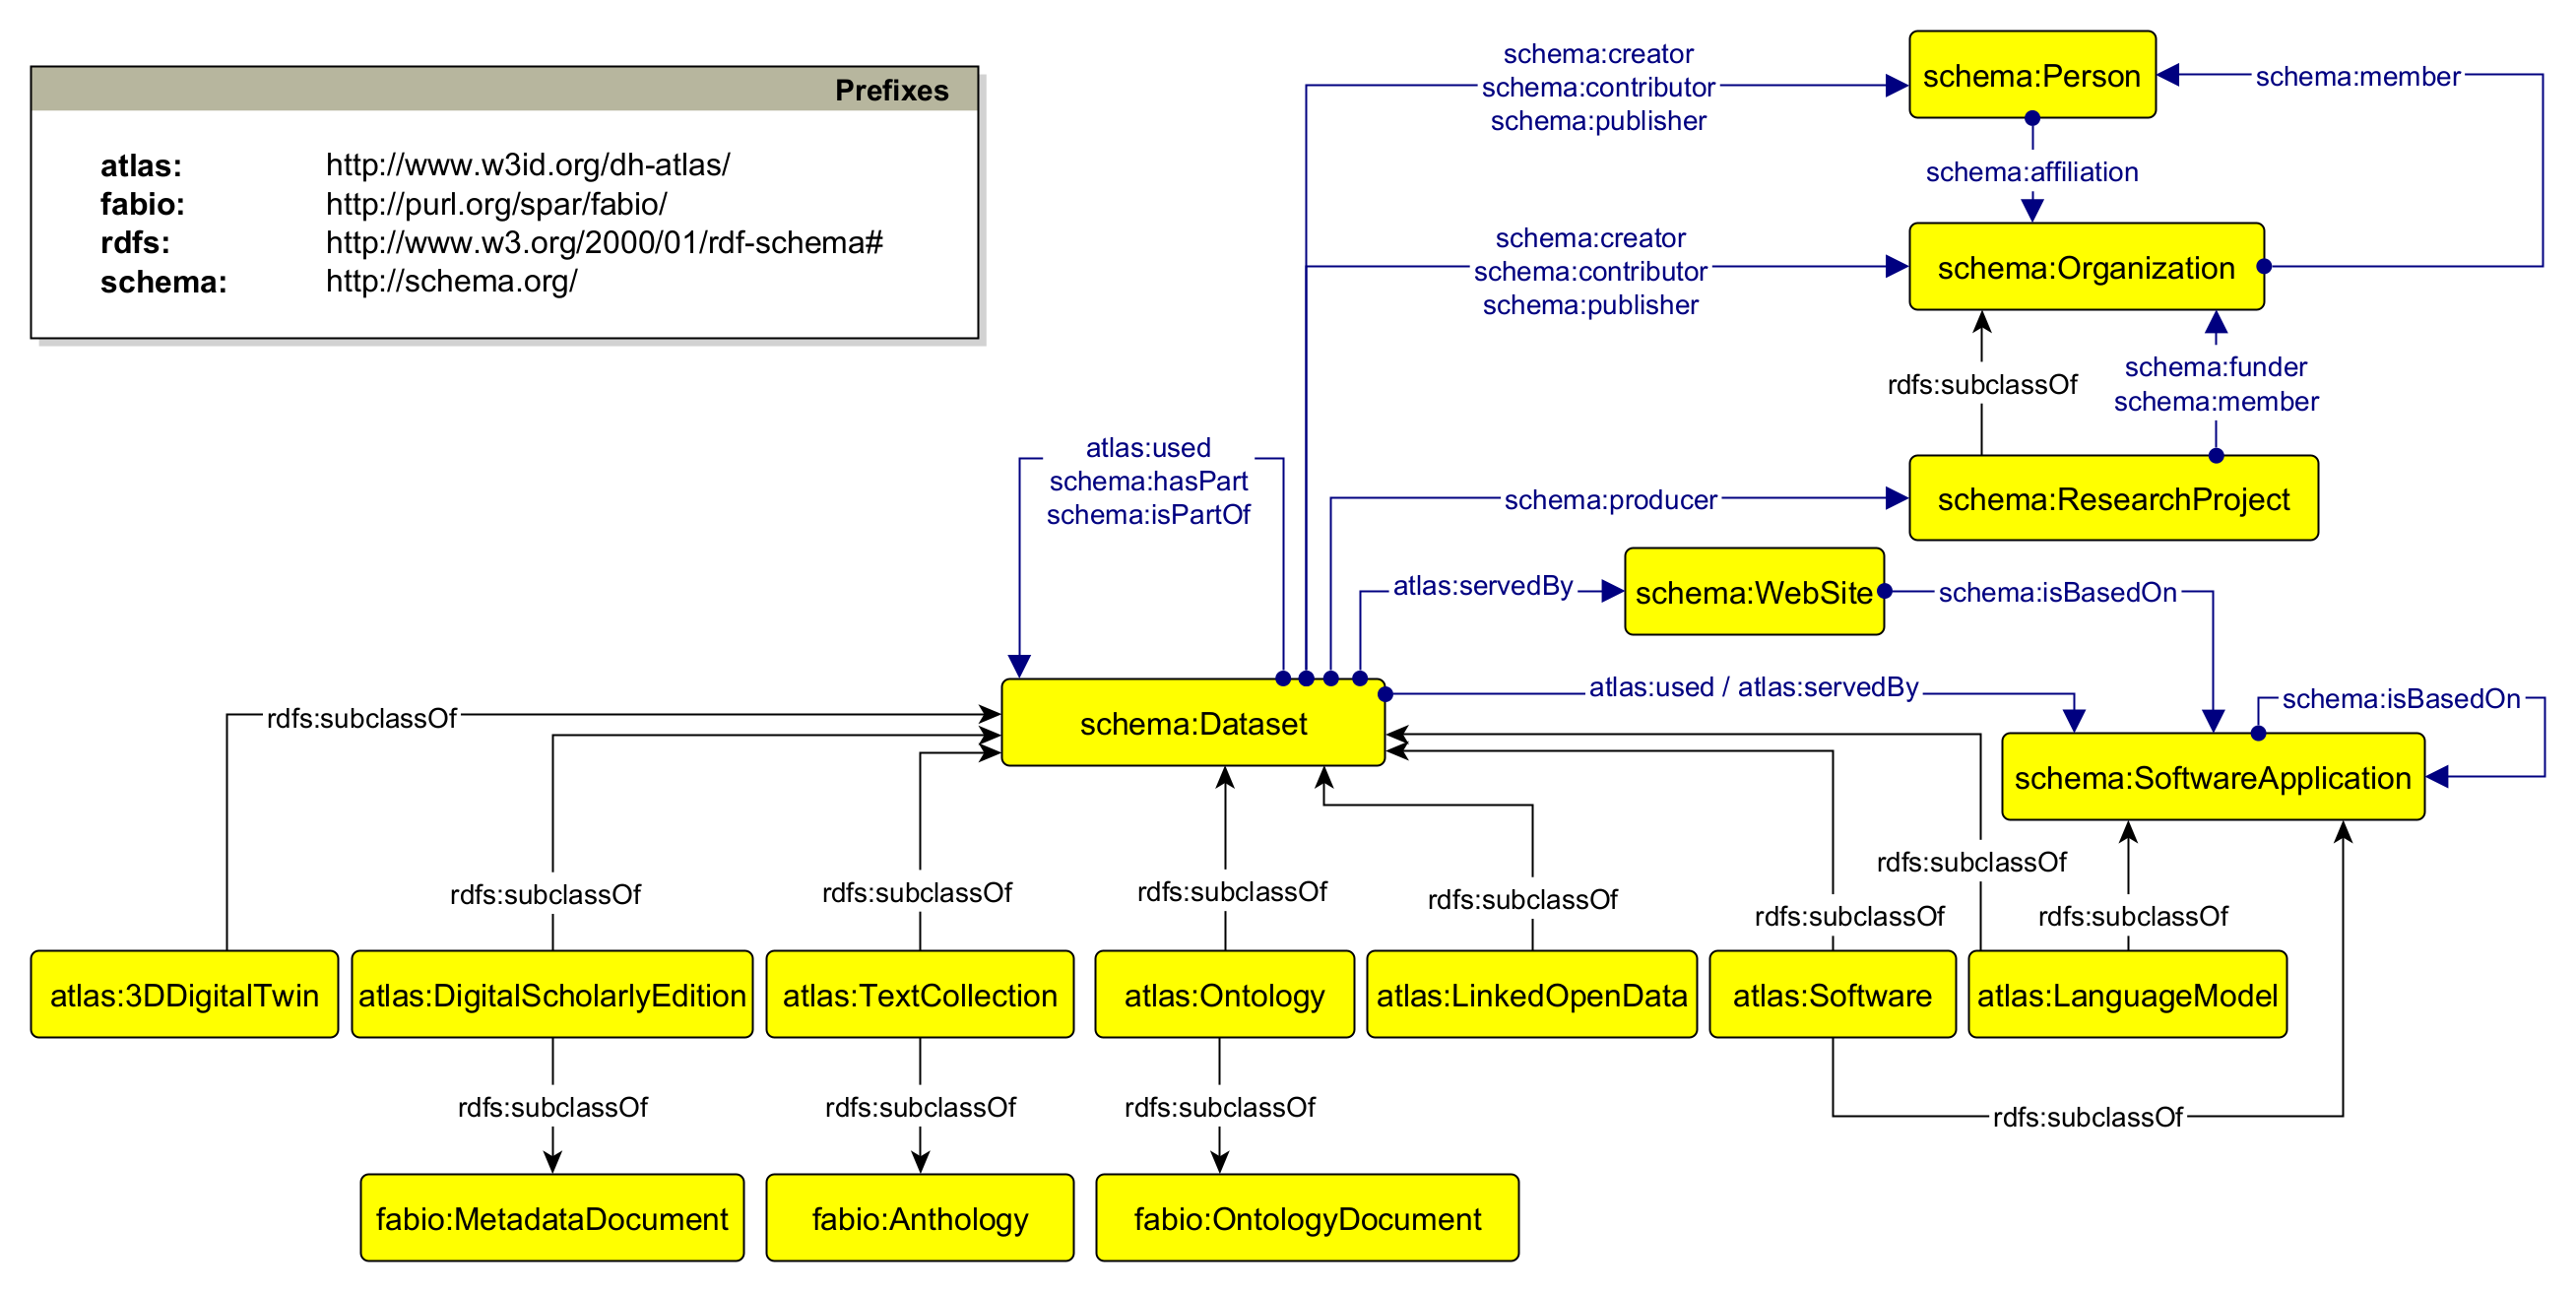 Prefixes
atlas: http://www.w3id.org/dh-atlas/
fabio: http://purl.org/spar/fabio/
rdfs: http://www.w3.org/2000/01/rdf-schema#
schema: http://schema.org/
schema:creator
schema:contributor
schema:publisher
schema:Person
schema:member
schema:affiliation
schema:creator
schema:contributor
schema:publisher
schema:Organization
rdfs:subclassOf
schema:funder
schema:member
atlas:used
schema:hasPart
schema:isPartOf
schema:producer
schema:ResearchProject
atlas:servedBy
schema:WebSite
schema:isBasedOn
atlas:used / atlas:servedBy
schema:isBasedOn
rdfs:subclassOf
schema:Dataset
schema:SoftwareApplication
rdfs:subclassOf
rdfs:subclassOf
rdfs:subclassOf
rdfs:subclassOf
rdfs:subclassOf
rdfs:subclassOf
rdfs:subclassOf
atlas:3DDigitalTwin
atlas:DigitalScholarlyEdition
atlas:TextCollection
atlas:Ontology
atlas:LinkedOpenData
atlas:Software
atlas:LanguageModel
rdfs:subclassOf
rdfs:subclassOf
rdfs:subclassOf
rdfs:subclassOf
fabio:MetadataDocument
fabio:Anthology
fabio:OntologyDocument